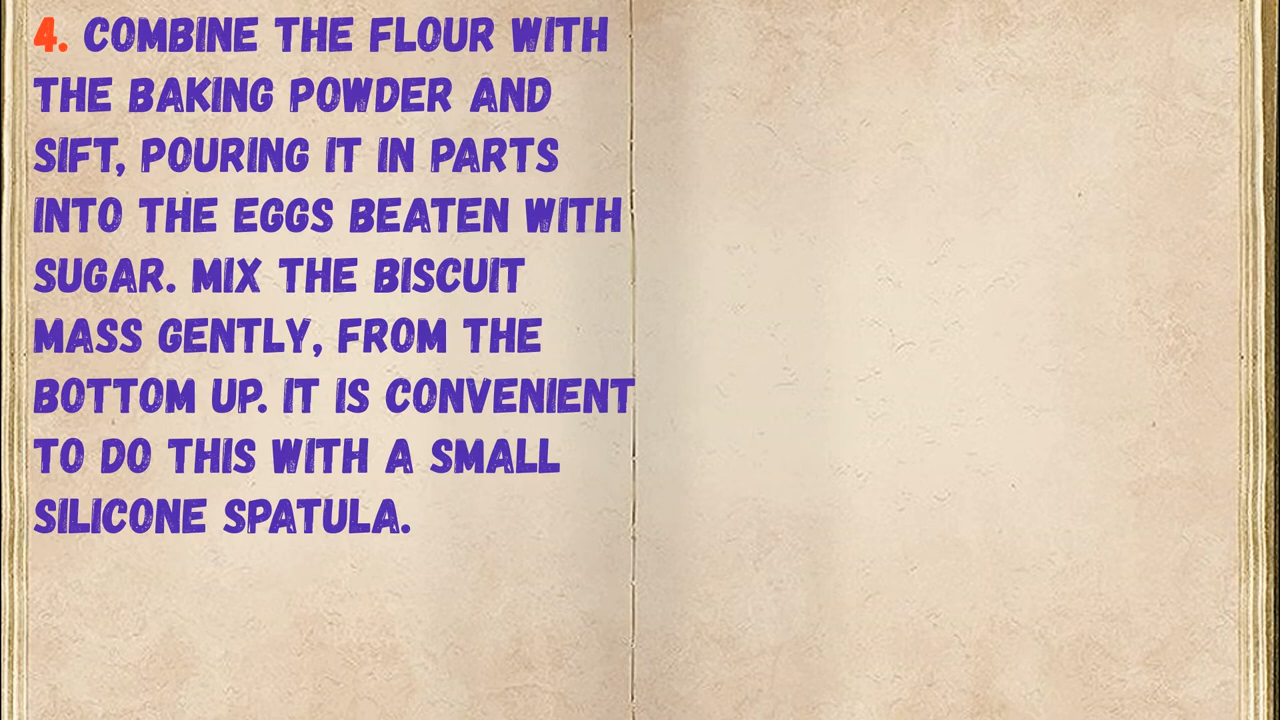 4. COMBINE THE FLOUR WITH
THE BAKING POWDER AND
SIFT, POURING IT IN PARTS
INTO THE EGGS BEATEN WITH
SUGAR. MIX THE BISCUIT
MASS GENTLY, FROM THE
BOTTOM UP. IT IS CONVENIENT
TO DO THIS WITH A SMALL
SILICONE SPATULA.